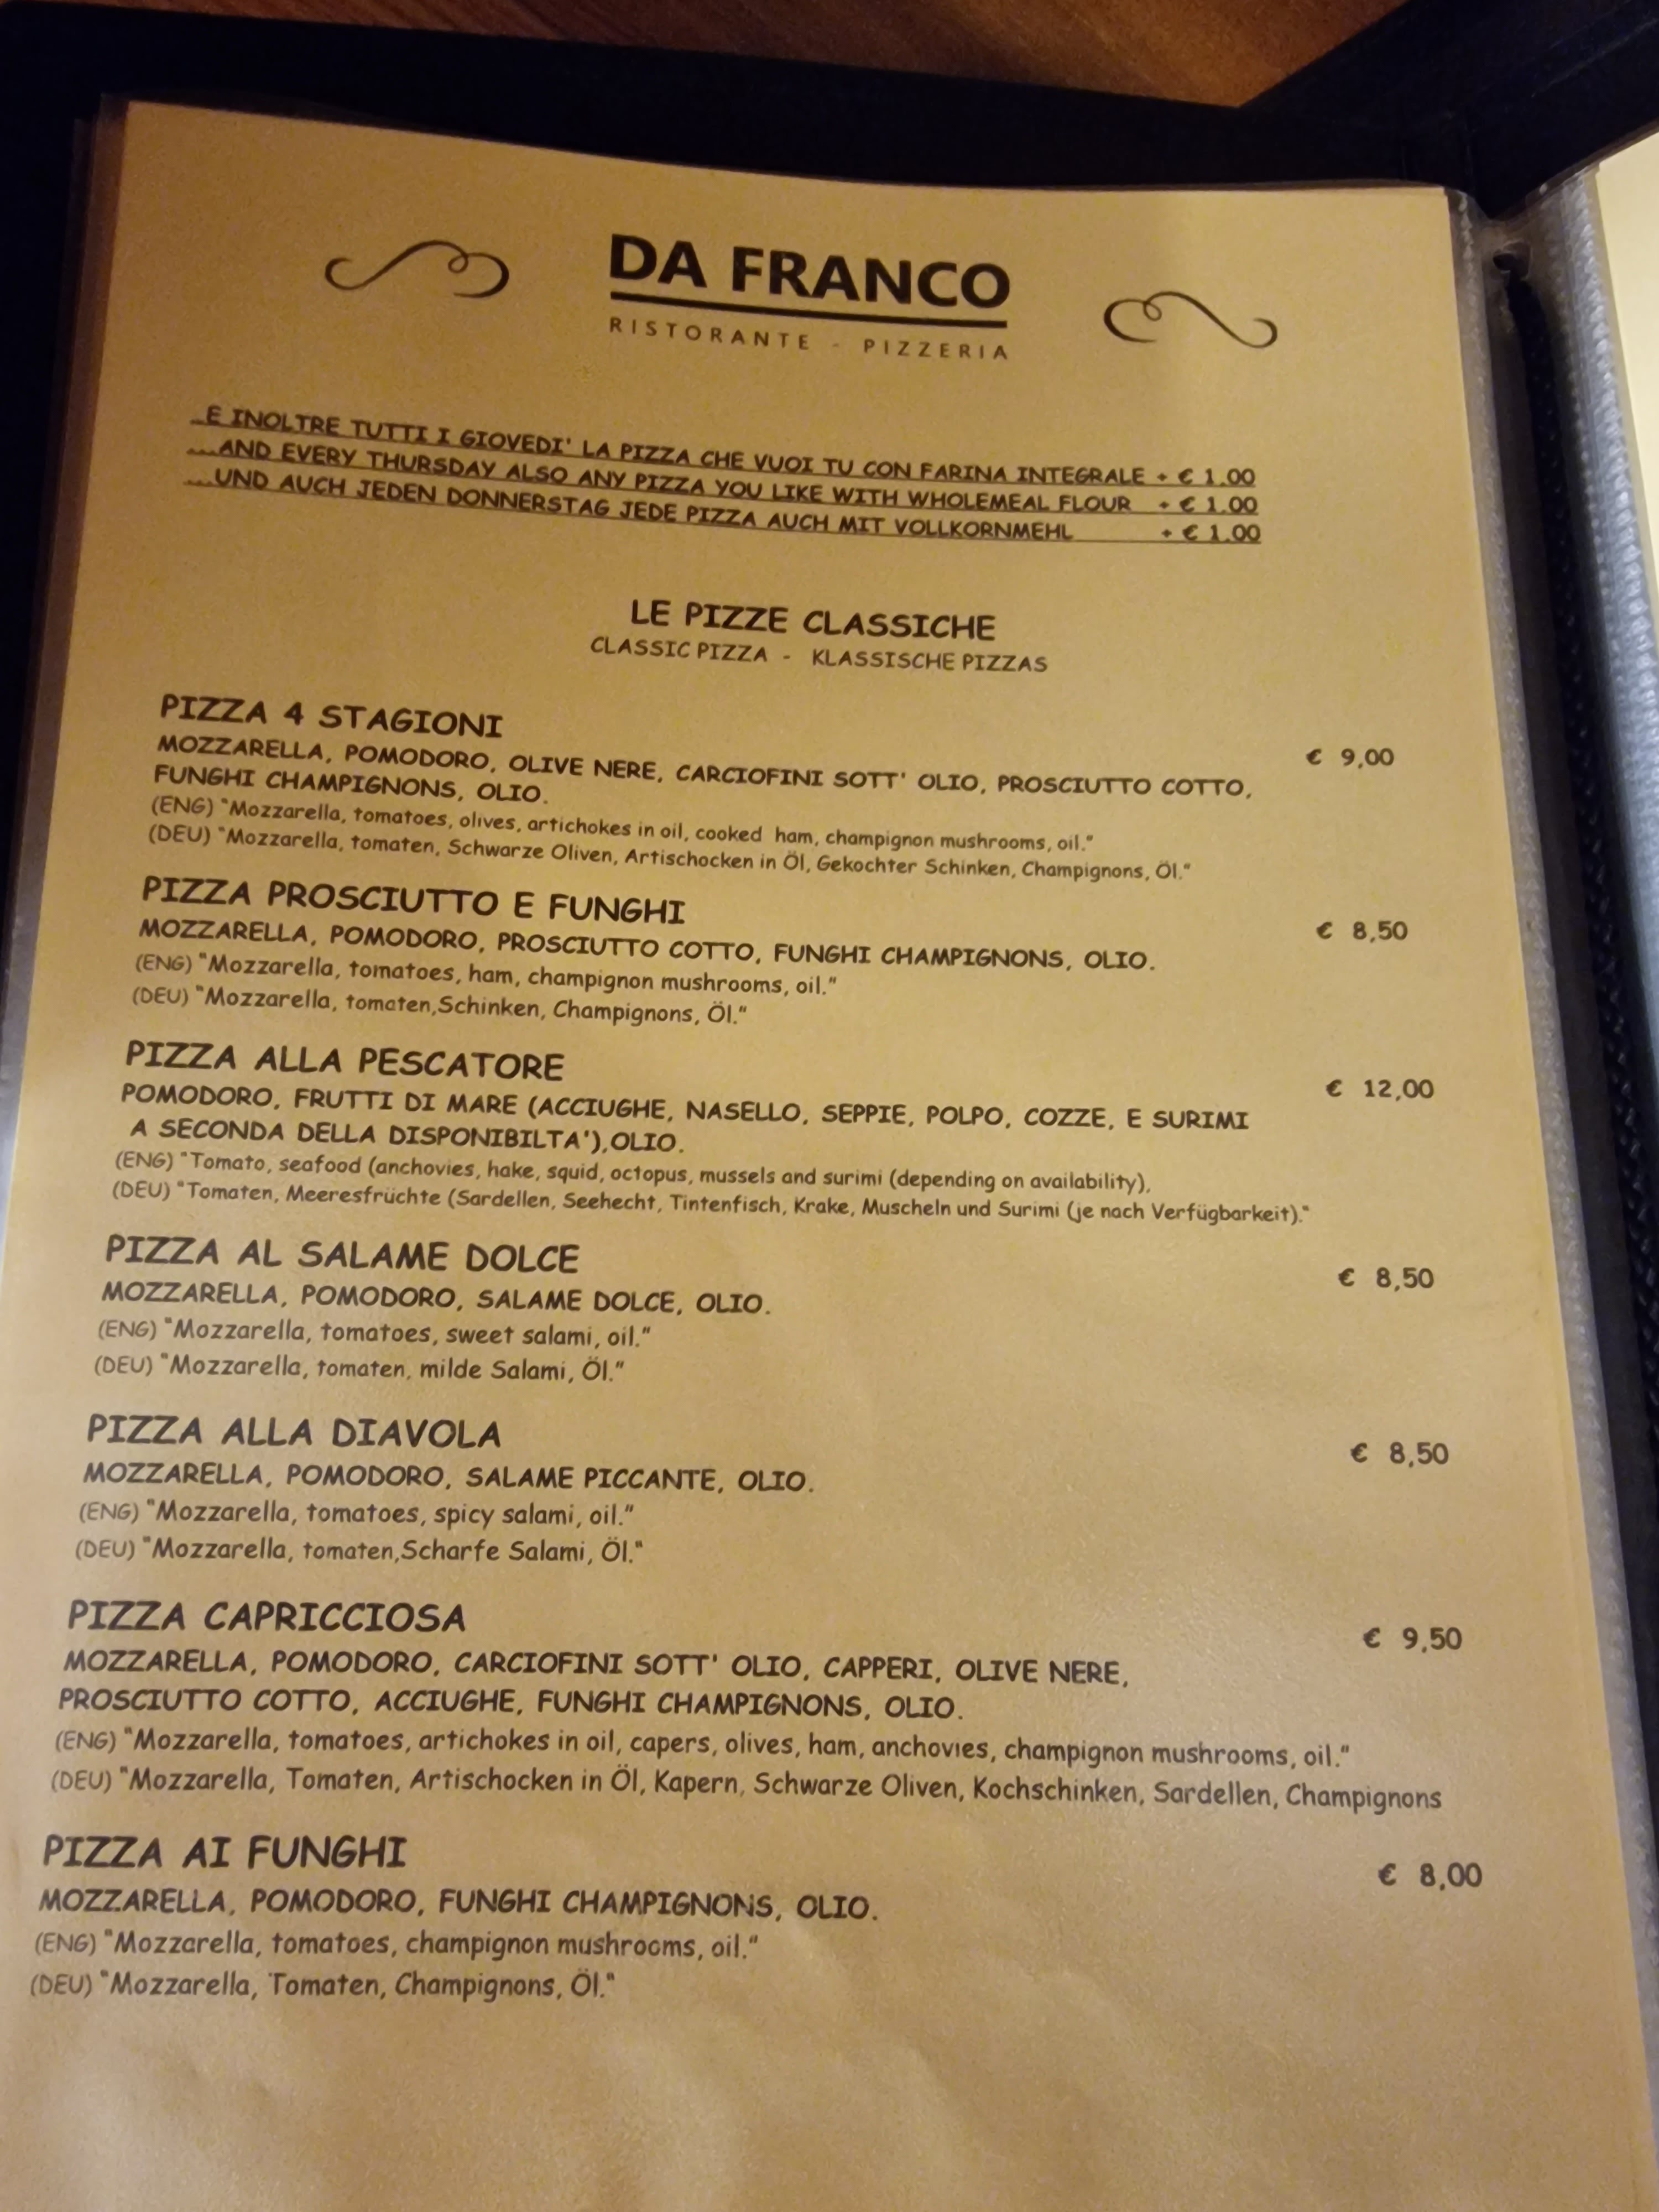 DA FRANCO
RISTORANTE - PIZZERIA
...E INOLTRE TUTTI I GIOVEDI' LA PIZZA CHE VUOI TU CON FARINA INTEGRALE + € 1.00
....AND EVERY THURSDAY ALSO ANY PIZZA YOU LIKE WITH WHOLEMEAL FLOUR + € 1.00
....UND AUCH JEDEN DONNERSTAG JEDE PIZZA AUCH MIT VOLLKORNMEHL + € 1.00
LE PIZZE CLASSICHE
CLASSIC PIZZA - KLASSISCHE PIZZAS
PIZZA 4 STAGIONI € 9,00
MOZZARELLA, POMODORO, OLIVE NERE, CARCIOFINI SOTT' OLIO, PROSCIUTTO COTTO,
FUNGHI CHAMPIGNONS, OLIO.
(ENG) "Mozzarella, tomatoes, olives, artichokes in oil, cooked ham, champignon mushrooms, oil."
(DEU) "Mozzarella, tomaten, Schwarze Oliven, Artischocken in Öl, Gekochter Schinken, Champignons, Öl."
PIZZA PROSCIUTTO E FUNGHI € 8,50
MOZZARELLA, POMODORO, PROSCIUTTO COTTO, FUNGHI CHAMPIGNONS, OLIO.
(ENG) "Mozzarella, tomatoes, ham, champignon mushrooms, oil."
(DEU) "Mozzarella, tomaten,Schinken, Champignons, Öl."
PIZZA ALLA PESCATORE € 12,00
POMODORO, FRUTTI DI MARE (ACCIUGHE, NASELLO, SEPPIE, POLPO, COZZE, E SURIMI
A SECONDA DELLA DISPONIBILTA'),OLIO.
(ENG) "Tomato, seafood (anchovies, hake, squid, octopus, mussels and surimi (depending on availability),
(DEU) "Tomaten, Meeresfrüchte (Sardellen, Seehecht, Tintenfisch, Krake, Muscheln und Surimi (je nach Verfügbarkeit)."
PIZZA AL SALAME DOLCE € 8,50
MOZZARELLA, POMODORO, SALAME DOLCE, OLIO.
(ENG) "Mozzarella, tomatoes, sweet salami, oil."
(DEU) "Mozzarella, tomaten, milde Salami, Öl."
PIZZA ALLA DIAVOLA € 8,50
MOZZARELLA, POMODORO, SALAME PICCANTE, OLIO.
(ENG) "Mozzarella, tomatoes, spicy salami, oil."
(DEU) "Mozzarella, tomaten,Scharfe Salami, Öl."
PIZZA CAPRICCIOSA € 9,50
MOZZARELLA, POMODORO, CARCIOFINI SOTT' OLIO, CAPPERI, OLIVE NERE,
PROSCIUTTO COTTO, ACCIUGHE, FUNGHI CHAMPIGNONS, OLIO.
(ENG) "Mozzarella, tomatoes, artichokes in oil, capers, olives, ham, anchovies, champignon mushrooms, oil."
(DEU) "Mozzarella, Tomaten, Artischocken in Öl, Kapern, Schwarze Oliven, Kochschinken, Sardellen, Champignons
PIZZA AI FUNGHI € 8,00
MOZZARELLA, POMODORO, FUNGHI CHAMPIGNONS, OLIO.
(ENG) "Mozzarella, tomatoes, champignon mushrooms, oil."
(DEU) "Mozzarella, Tomaten, Champignons, Öl."